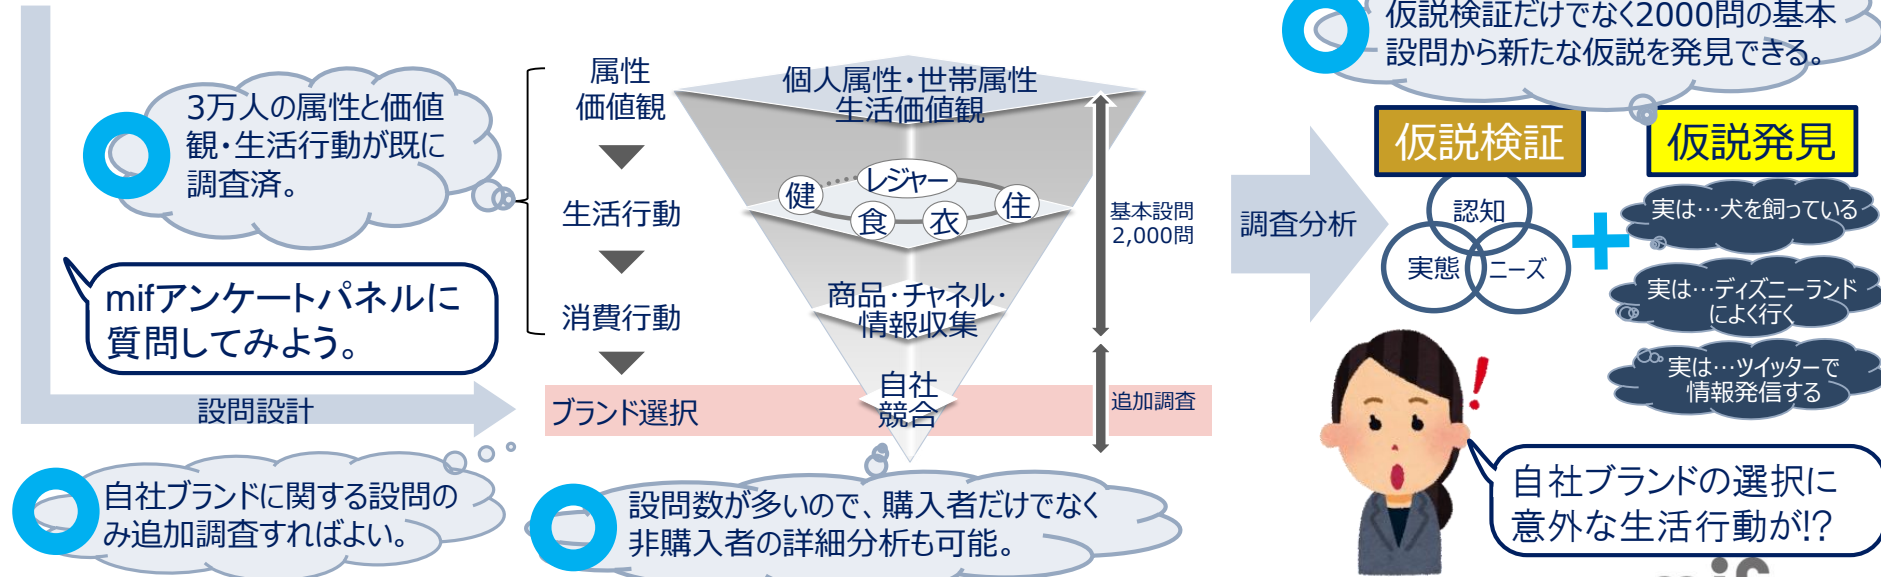 3万人の属性と価値
観・生活行動が既に
調査済。
mifアンケートパネルに
質問してみよう。
設問設計
自社ブランドに関する設問の
み追加調査すればよい。
属性
価値観
生活行動
消費行動
ブランド選択
個人属性・世帯属性
生活価値観
健
レジャー
食
衣
住
商品・チャネル・
情報収集
自社
競合
基本設問
2,000問
追加調査
設問数が多いので、購入者だけでなく
非購入者の詳細分析も可能。
調査分析
仮説検証だけでなく2000問の基本
設問から新たな仮説を発見できる。
仮説検証
仮説発見
認知
実態
ニーズ
実は…犬を飼っている
実は…ディズニーランド
によく行く
実は…ツイッターで
情報発信する
自社ブランドの選択に
意外な生活行動が!?
mif